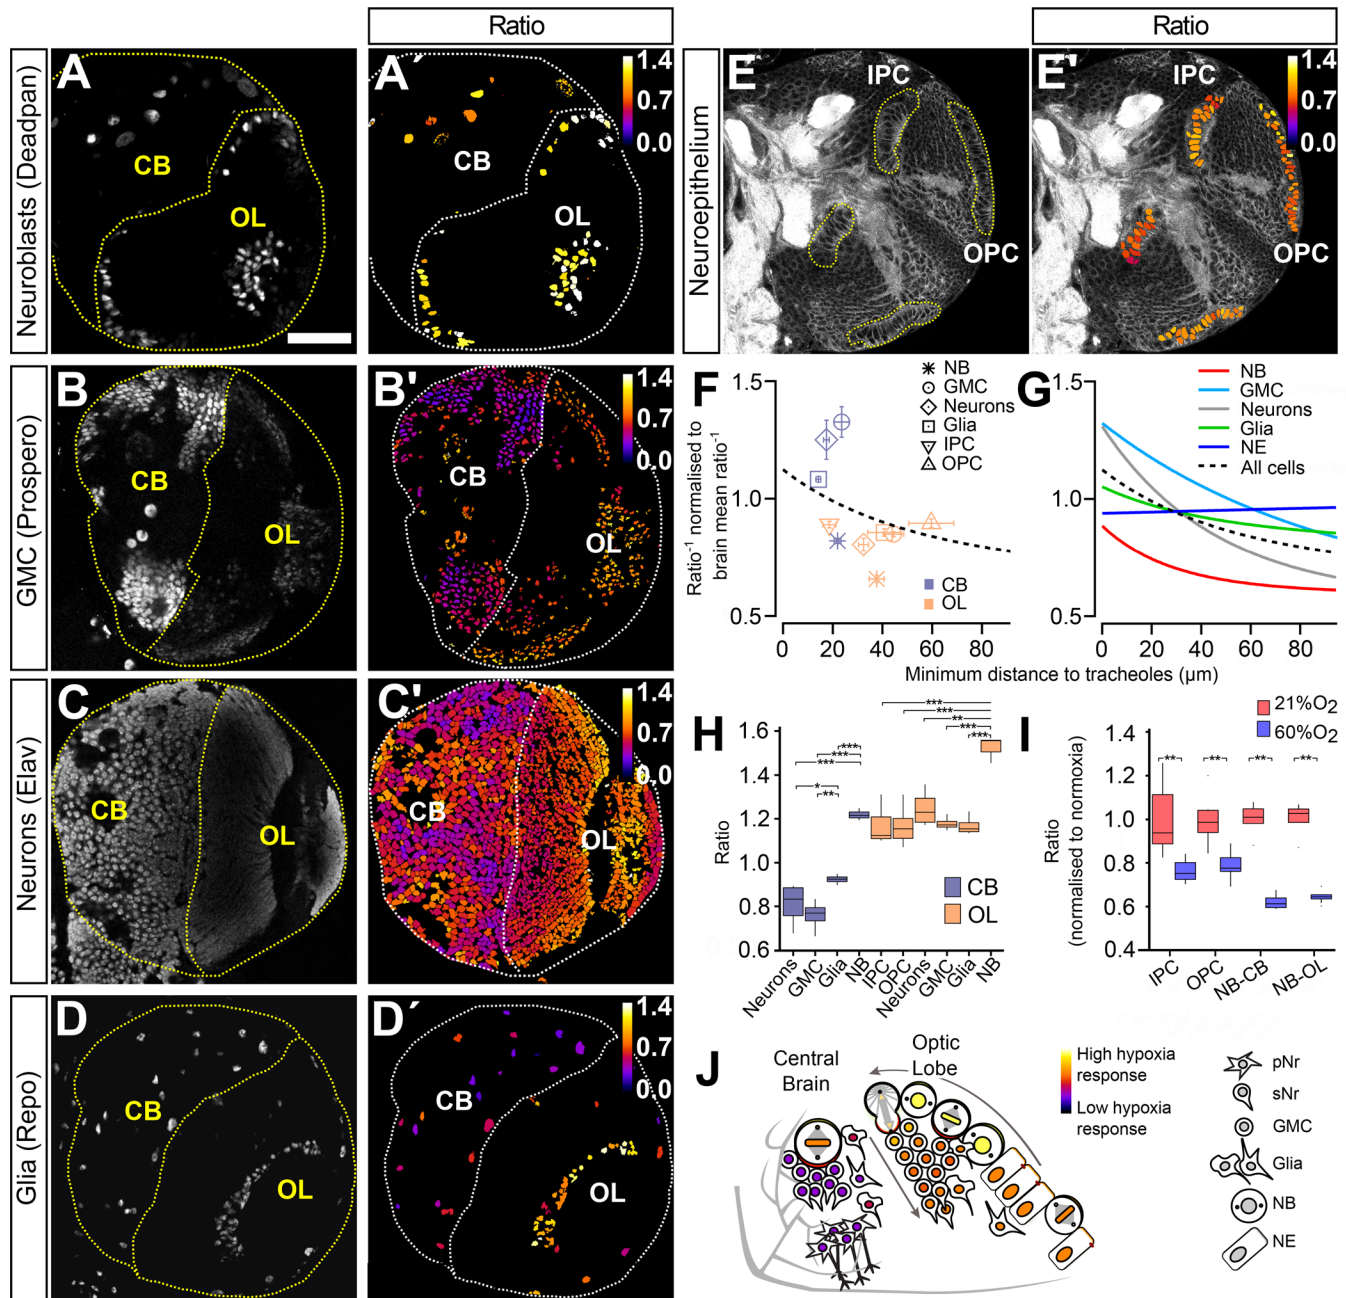 Ratio
Ratio
Neuroblasts (Deadpan)
A
CB
OL
A´
1.4
0.7
0.0
CB
OL
Neuroepithelium
E
IPC
OPC
E'
IPC
1.4
0.7
0.0
OPC
GMC (Prospero)
B
CB
OL
B'
1.4
0.7
0.0
CB
OL
F
1.5
1.0
0.5
Ratio-1 normalised to
brain mean ratio-1
NB
GMC
Neurons
Glia
IPC
OPC
CB
OL
0 20 40 60 80
G
1.5
1.0
0.5
NB
GMC
Neurons
Glia
NE
All cells
0 20 40 60 80
Minimum distance to tracheoles (µm)
Neurons (Elav)
C
CB
OL
C'
1.4
0.7
0.0
CB
OL
H
Ratio
1.6
1.4
1.2
1.0
0.8
0.6
***
***
**
***
***
***
***
***
*
**
CB
OL
Neurons
GMC
Glia
NB
IPC
OPC
Neurons
GMC
Glia
NB
I
21%O2
60%O2
Ratio
(normalised to normoxia)
1.4
1.2
1.0
0.8
0.6
0.4
** ** ** **
IPC
OPC
NB-CB
NB-OL
Glia (Repo)
D
CB
OL
D´
1.4
0.7
0.0
CB
OL
J
Central
Brain
Optic
Lobe
High hypoxia
response
Low hypoxia
response
pNr
sNr
GMC
Glia
NB
NE